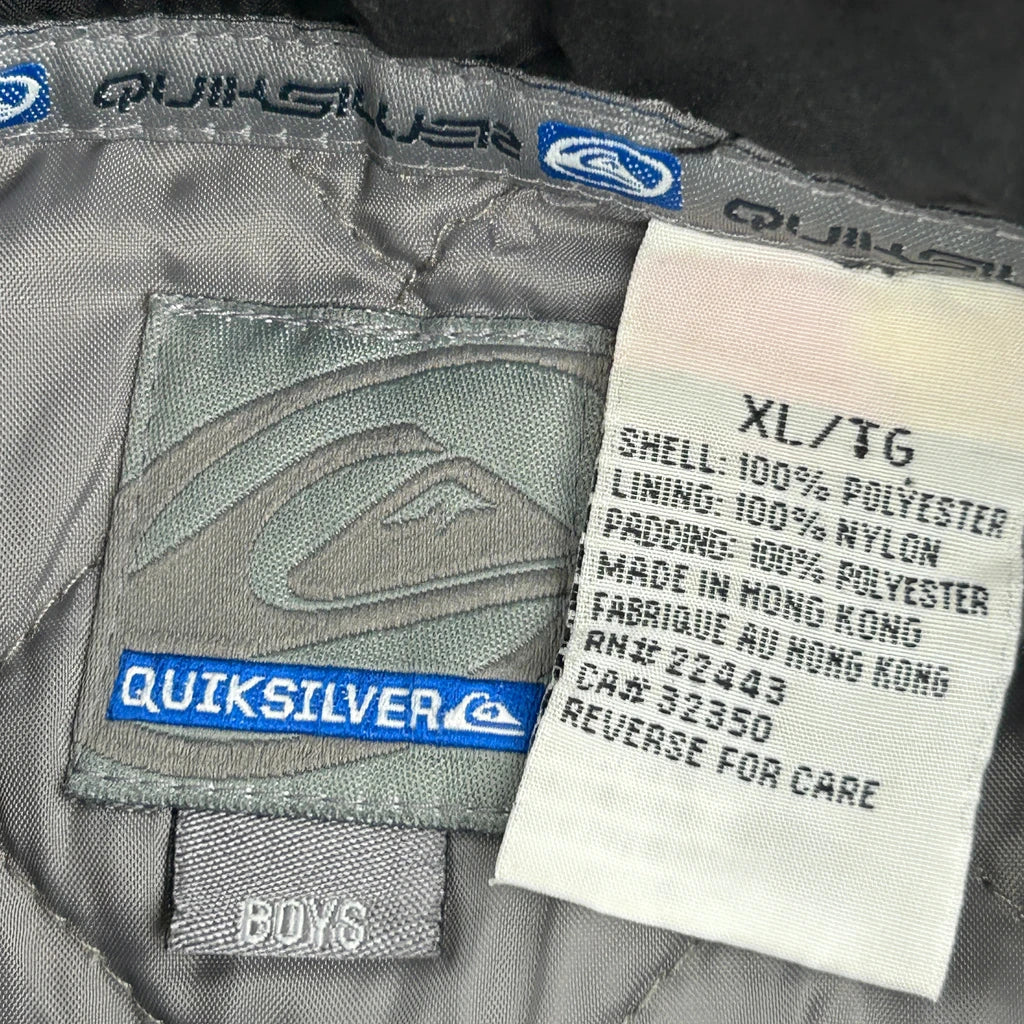 QUIKSILVER
QUIKSIL
XL/TG
SHELL: 100% POLYESTER
LINING: 100% NYLON
PADDING: 100% POLYESTER
MADE IN HONG KONG
FABRIQUE AU HONG KONG
RN# 22443
CA# 32350
REVERSE FOR CARE
QUIKSILVER
BOYS